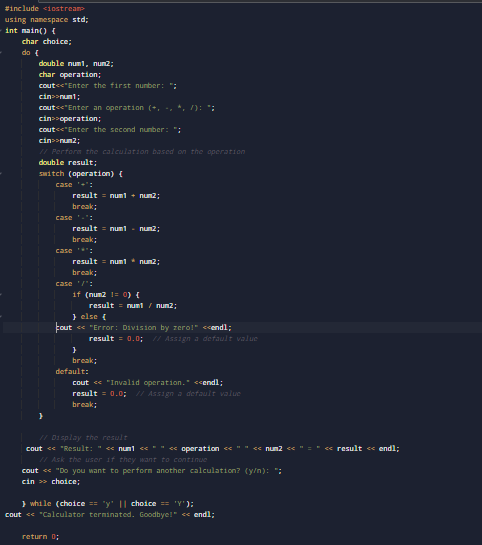 #include <iostream>
using namespace std;
int main() {
char choice;
do {
double num1, num2;
char operation;
cout<<"Enter the first number: ";
cin>>num1;
cout<<"Enter an operation (+, -, *, /): ";
cin>>operation;
cout<<"Enter the second number: ";
cin>>num2;
// Perform the calculation based on the operation
double result;
switch (operation) {
case '+':
result = num1 + num2;
break;
case '-':
result = num1 - num2;
break;
case '*':
result = num1 * num2;
break;
case '/':
if (num2 != 0) {
result = num1 / num2;
} else {
cout << "Error: Division by zero!" <<endl;
result = 0.0;  // Assign a default value
}
break;
default:
cout << "Invalid operation." <<endl;
result = 0.0;  // Assign a default value
break;
}
// Display the result
cout << "Result: " << num1 << " " << operation << " " << num2 << " = " << result << endl;
// Ask the user if they want to continue
cout << "Do you want to perform another calculation? (y/n): ";
cin >> choice;
} while (choice == 'y' || choice == 'Y');
cout << "Calculator terminated. Goodbye!" << endl;
return 0;